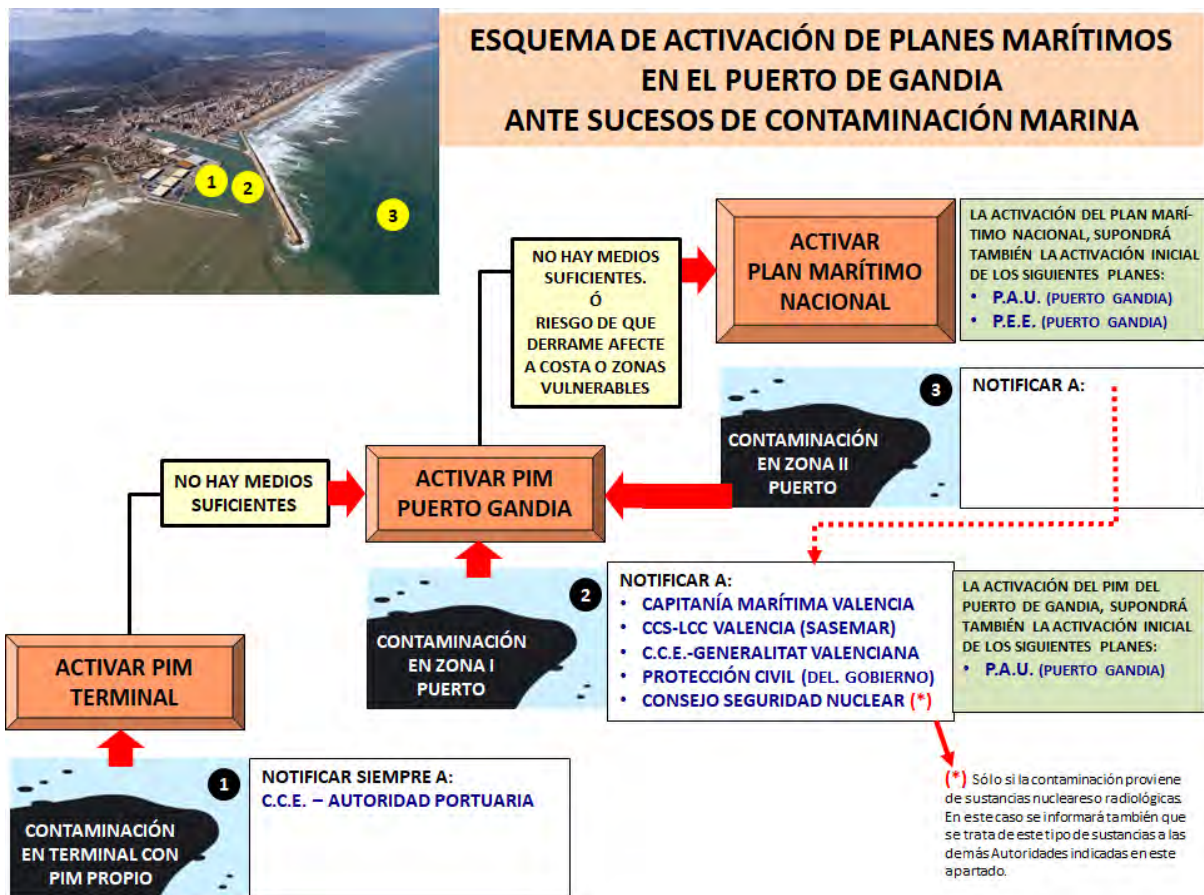 ESQUEMA DE ACTIVACIÓN DE PLANES MARÍTIMOS
EN EL PUERTO DE GANDIA
ANTE SUCESOS DE CONTAMINACIÓN MARINA
1
2
3
NO HAY MEDIOS
SUFICIENTES.
Ó
RIESGO DE QUE
DERRAME AFECTE
A COSTA O ZONAS
VULNERABLES
ACTIVAR
PLAN MARÍTIMO
NACIONAL
LA ACTIVACIÓN DEL PLAN MARÍ-
TIMO NACIONAL, SUPONDRÁ
TAMBIÉN LA ACTIVACIÓN INICIAL
DE LOS SIGUIENTES PLANES:
• P.A.U. (PUERTO GANDIA)
• P.E.E. (PUERTO GANDIA)
3
CONTAMINACIÓN
EN ZONA II
PUERTO
NOTIFICAR A:
NO HAY MEDIOS
SUFICIENTES
ACTIVAR PIM
PUERTO GANDIA
2
CONTAMINACIÓN
EN ZONA I
PUERTO
NOTIFICAR A:
• CAPITANÍA MARÍTIMA VALENCIA
• CCS-LCC VALENCIA (SASEMAR)
• C.C.E.-GENERALITAT VALENCIANA
• PROTECCIÓN CIVIL (DEL. GOBIERNO)
• CONSEJO SEGURIDAD NUCLEAR (*)
LA ACTIVACIÓN DEL PIM DEL
PUERTO DE GANDIA, SUPONDRÁ
TAMBIÉN LA ACTIVACIÓN INICIAL
DE LOS SIGUIENTES PLANES:
• P.A.U. (PUERTO GANDIA)
ACTIVAR PIM
TERMINAL
1
CONTAMINACIÓN
EN TERMINAL CON
PIM PROPIO
NOTIFICAR SIEMPRE A:
C.C.E. – AUTORIDAD PORTUARIA
(*) Sólo si la contaminación proviene
de sustancias nucleareso radiológicas.
En este caso se informará también que
se trata de este tipo de sustancias a las
demás Autoridades indicadas en este
apartado.